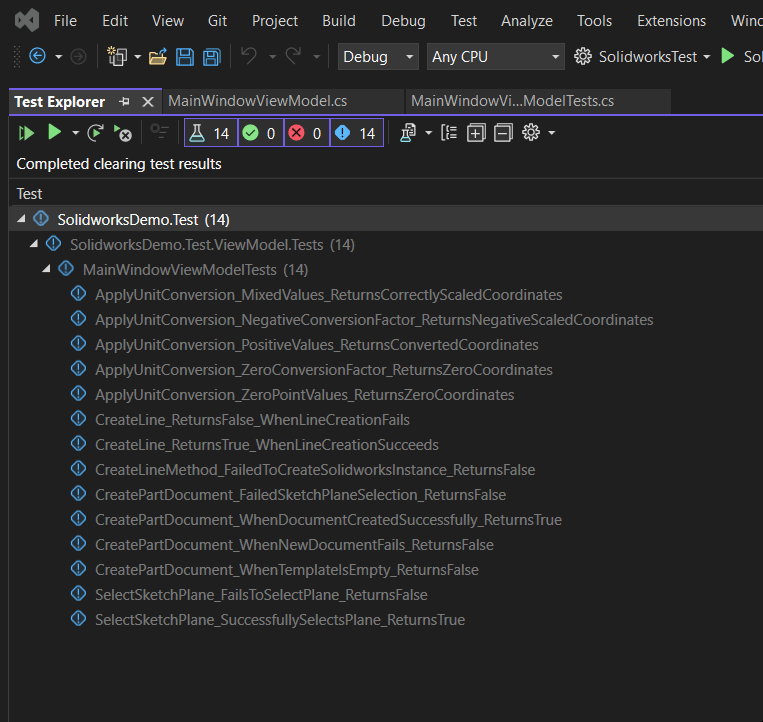 File Edit View Git Project Build Debug Test Analyze Tools Extensions
Debug Any CPU SolidworksTest
Test Explorer MainWindowViewModel.cs MainWindowVi...ModelTests.cs
14 0 0 14
Completed clearing test results
Test
SolidworksDemo.Test (14)
SolidworksDemo.Test.ViewModel.Tests (14)
MainWindowViewModelTests (14)
ApplyUnitConversion_MixedValues_ReturnsCorrectlyScaledCoordinates
ApplyUnitConversion_NegativeConversionFactor_ReturnsNegativeScaledCoordinates
ApplyUnitConversion_PositiveValues_ReturnsConvertedCoordinates
ApplyUnitConversion_ZeroConversionFactor_ReturnsZeroCoordinates
ApplyUnitConversion_ZeroPointValues_ReturnsZeroCoordinates
CreateLine_ReturnsFalse_WhenLineCreationFails
CreateLine_ReturnsTrue_WhenLineCreationSucceeds
CreateLineMethod_FailedToCreateSolidworksInstance_ReturnsFalse
CreatePartDocument_FailedSketchPlaneSelection_ReturnsFalse
CreatePartDocument_WhenDocumentCreatedSuccessfully_ReturnsTrue
CreatePartDocument_WhenNewDocumentFails_ReturnsFalse
CreatePartDocument_WhenTemplateIsEmpty_ReturnsFalse
SelectSketchPlane_FailsToSelectPlane_ReturnsFalse
SelectSketchPlane_SuccessfullySelectsPlane_ReturnsTrue